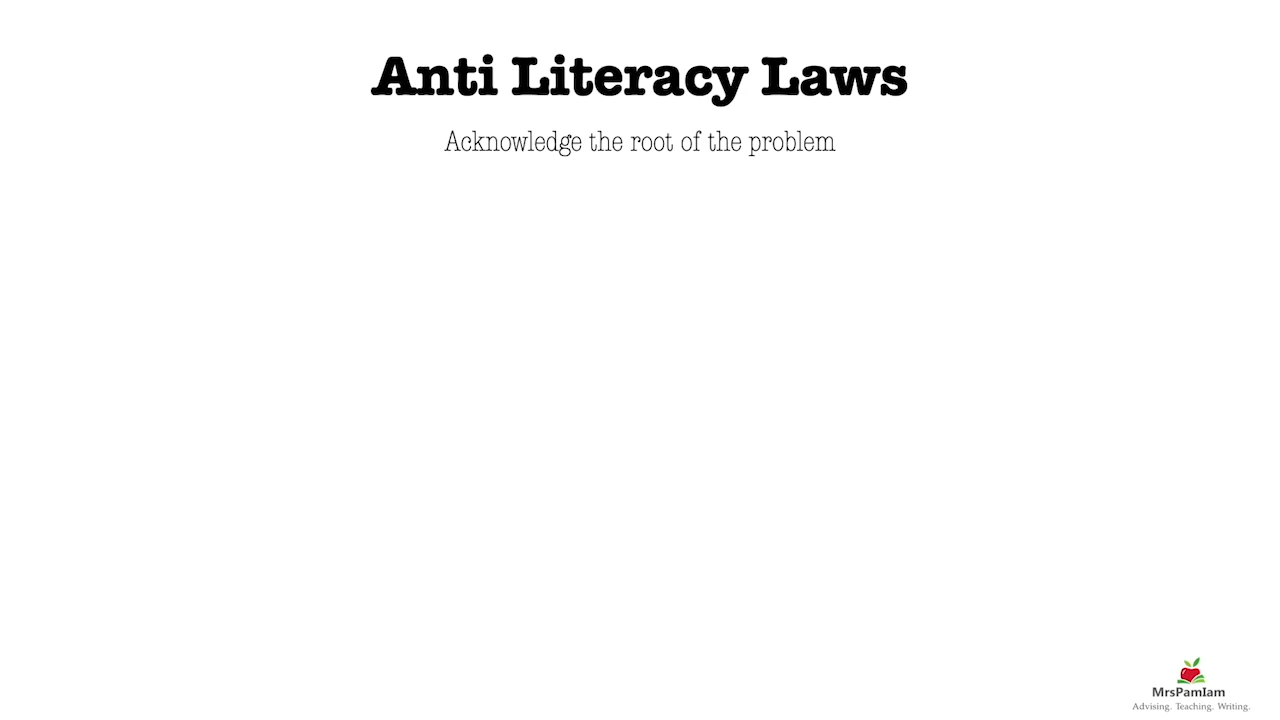 Anti Literacy Laws
Acknowledge the root of the problem
MrsPamIam
Advising. Teaching. Writing.